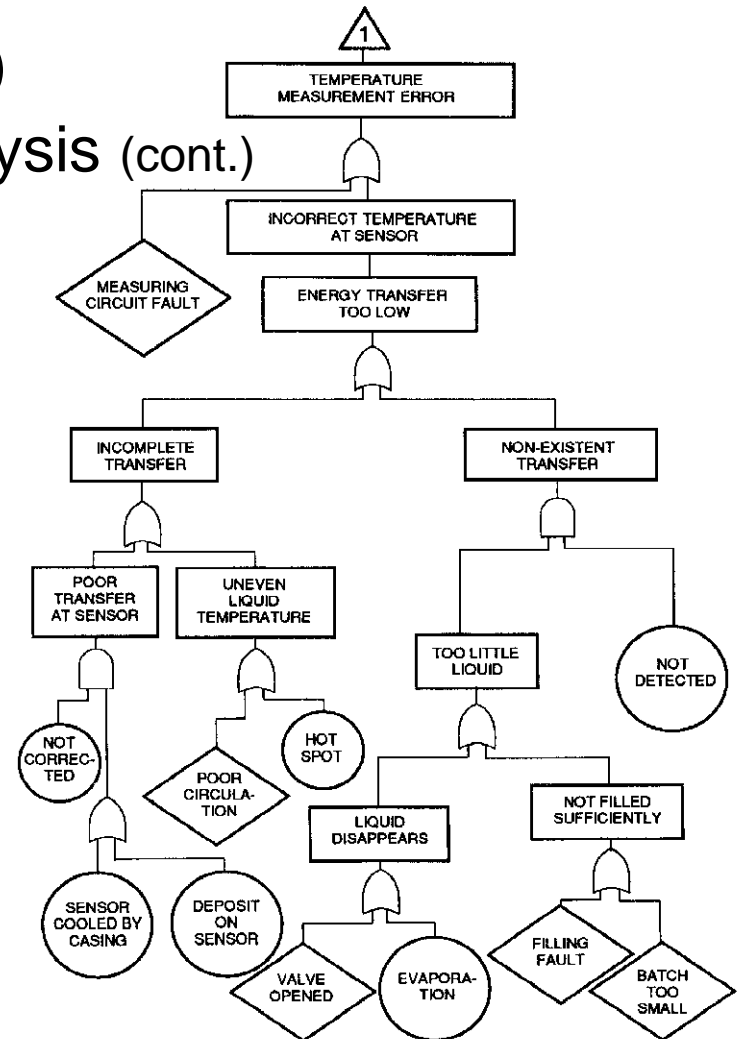 )
ysis (cont.)
1
TEMPERATURE
MEASUREMENT ERROR
INCORRECT TEMPERATURE
AT SENSOR
MEASURING
CIRCUIT FAULT
ENERGY TRANSFER
TOO LOW
INCOMPLETE
TRANSFER
NON-EXISTENT
TRANSFER
POOR
TRANSFER
AT SENSOR
UNEVEN
LIQUID
TEMPERATURE
TOO LITTLE
LIQUID
NOT
DETECTED
NOT
CORREC-
TED
POOR
CIRCULA-
TION
HOT
SPOT
LIQUID
DISAPPEARS
NOT FILLED
SUFFICIENTLY
SENSOR
COOLED BY
CASING
DEPOSIT
ON
SENSOR
VALVE
OPENED
EVAPORA-
TION
FILLING
FAULT
BATCH
TOO
SMALL